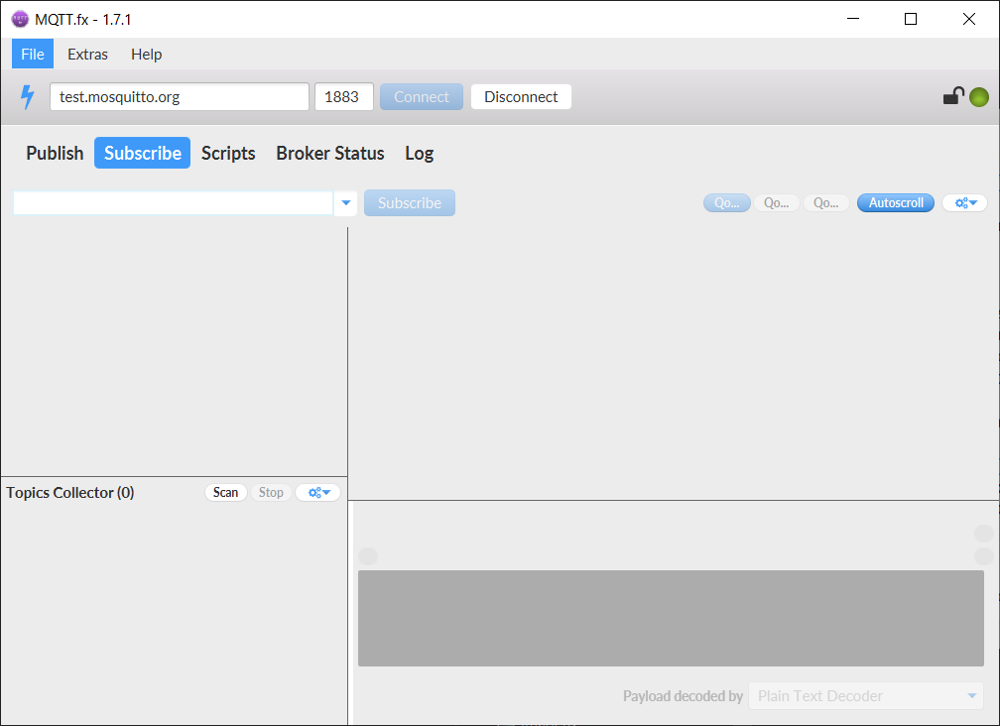 MQTT.fx - 1.7.1
File Extras Help
test.mosquitto.org 1883 Connect Disconnect
Publish Subscribe Scripts Broker Status Log
Subscribe Qo... Qo... Qo... Autoscroll
Topics Collector (0) Scan Stop
Payload decoded by Plain Text Decoder